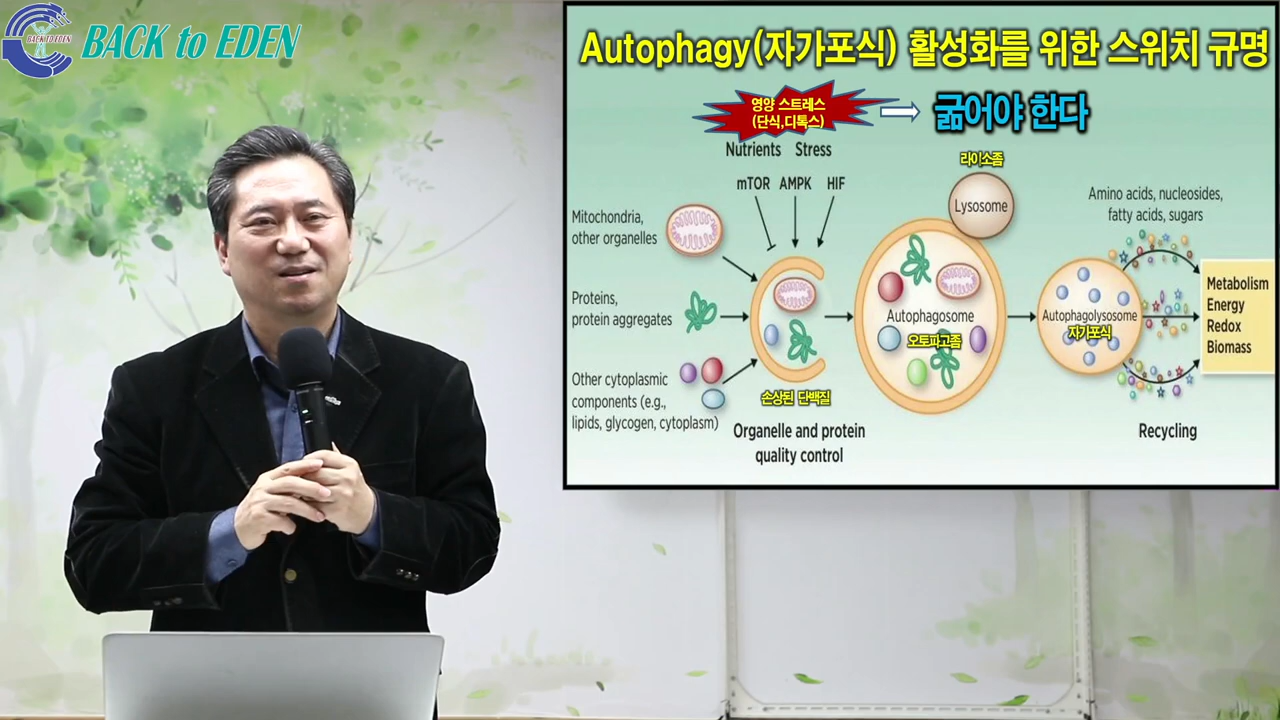 BACK TO EDEN
BACK to EDEN
Autophagy(자가포식) 활성화를 위한 스위치 규명
영양 스트레스
(단식,디톡스)
굶어야 한다
Nutrients Stress
mTOR AMPK HIF
라이소좀
Lysosome
Mitochondria,
other organelles
Proteins,
protein aggregates
Other cytoplasmic
components (e.g.,
lipids, glycogen, cytoplasm)
손상된 단백질
Organelle and protein
quality control
Autophagosome
오토파고좀
Autophagolysosome
자가포식
Amino acids, nucleosides,
fatty acids, sugars
Metabolism
Energy
Redox
Biomass
Recycling